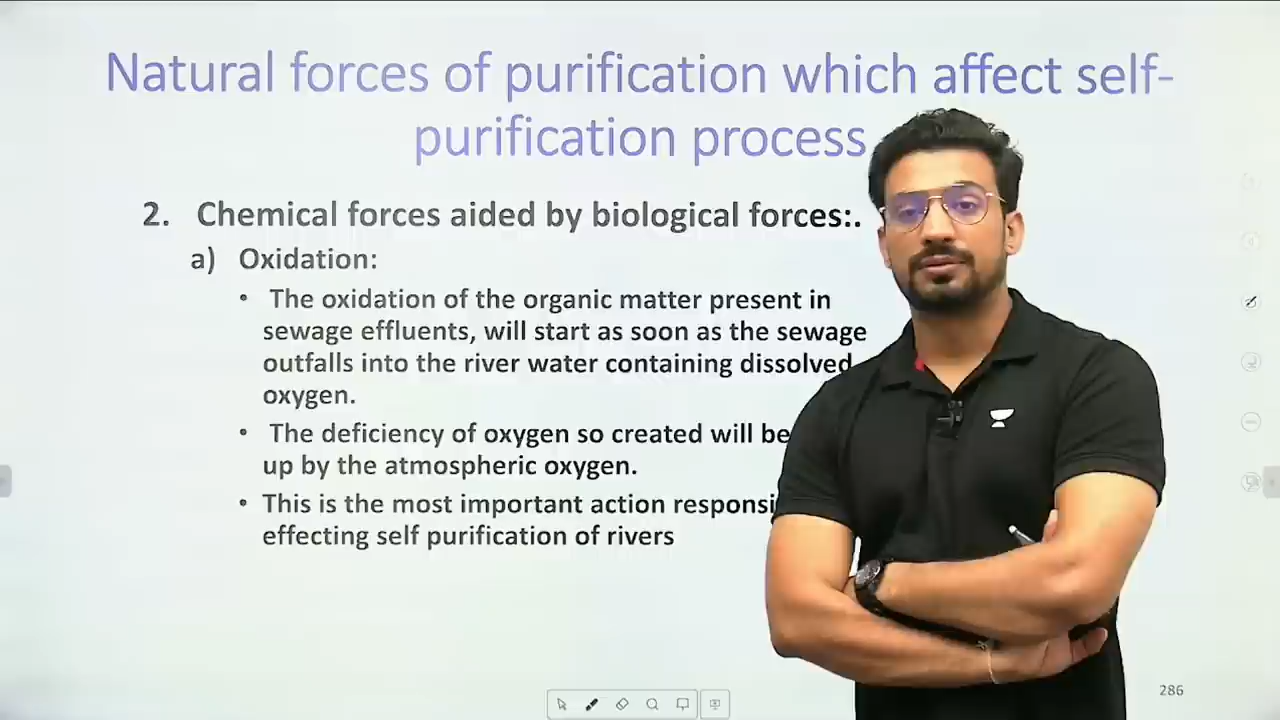 Natural forces of purification which affect self-
purification process
2. Chemical forces aided by biological forces:.
a) Oxidation:
• The oxidation of the organic matter present in
sewage effluents, will start as soon as the sewage
outfalls into the river water containing dissolved
oxygen.
• The deficiency of oxygen so created will be
up by the atmospheric oxygen.
• This is the most important action
effecting self purification of rivers
286